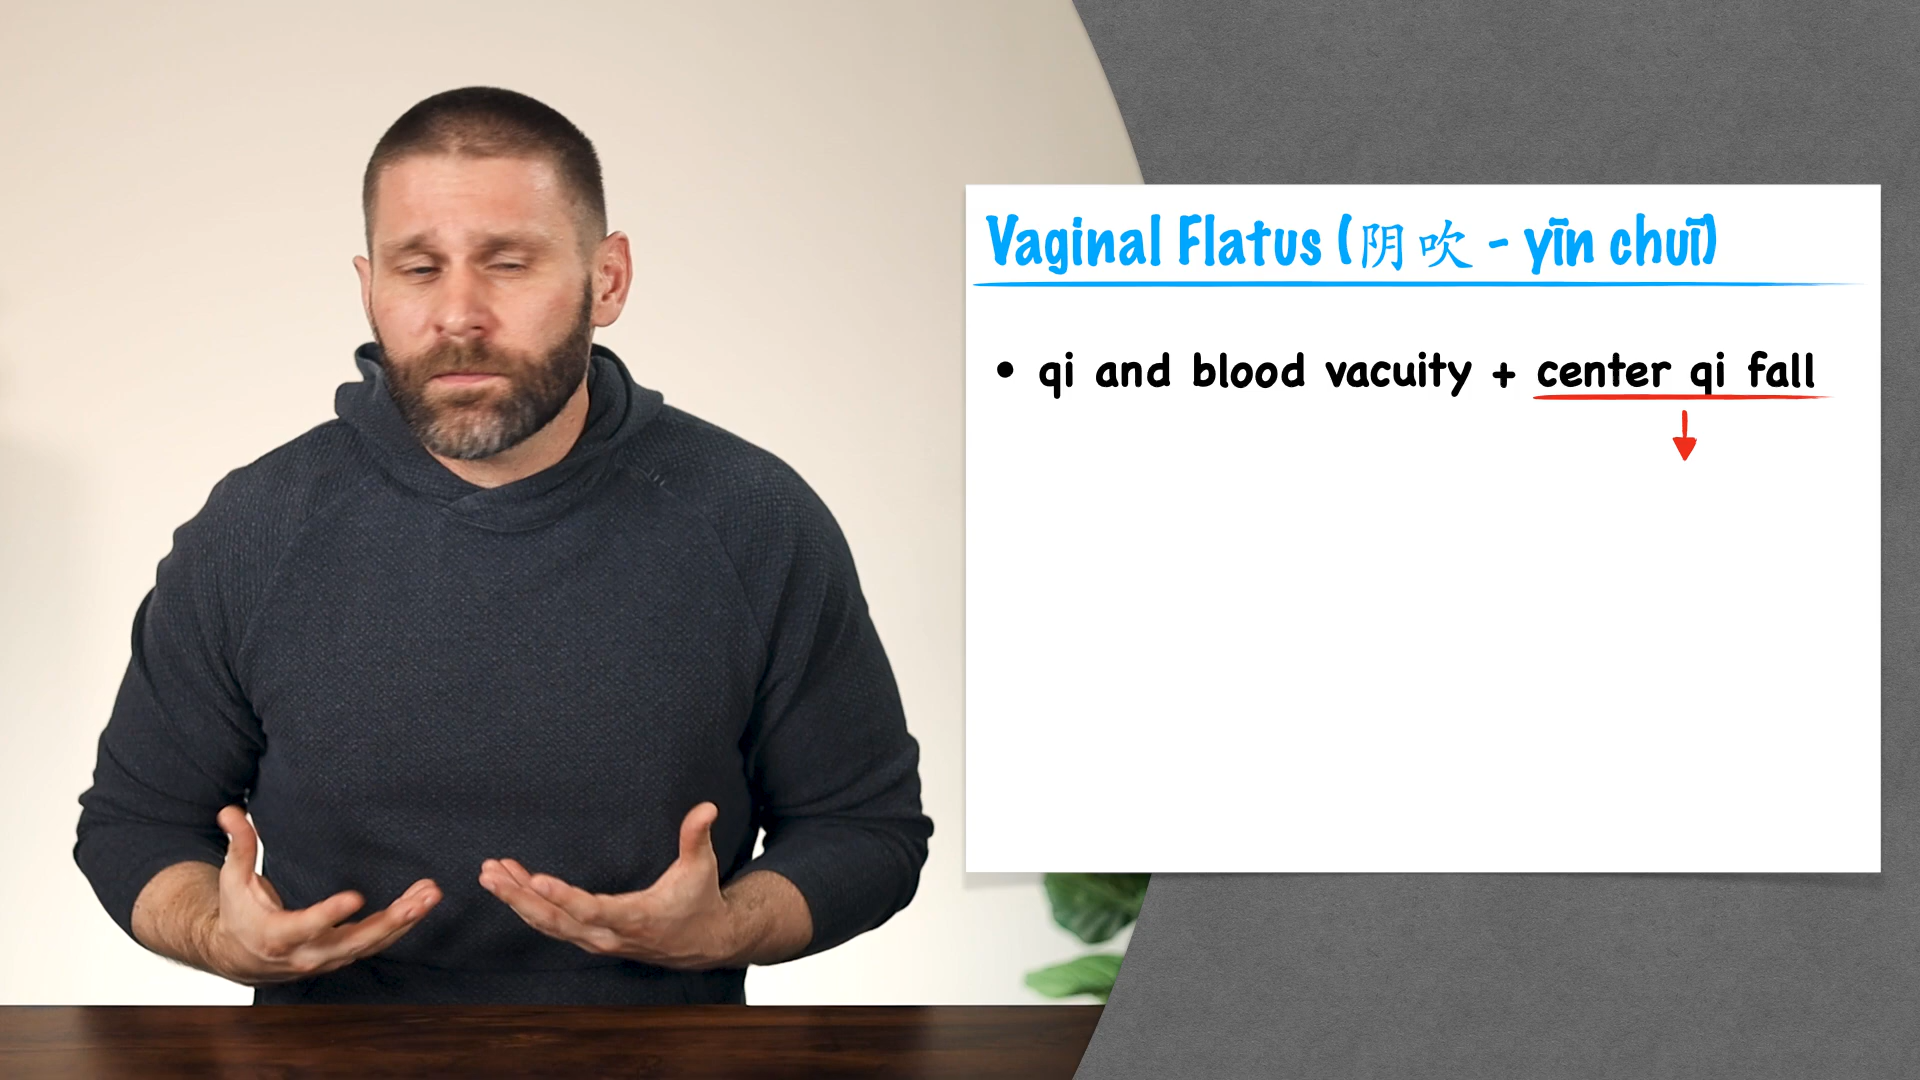 Vaginal Flatus (阴吹 - yīn chuī)
• qi and blood vacuity + center qi fall